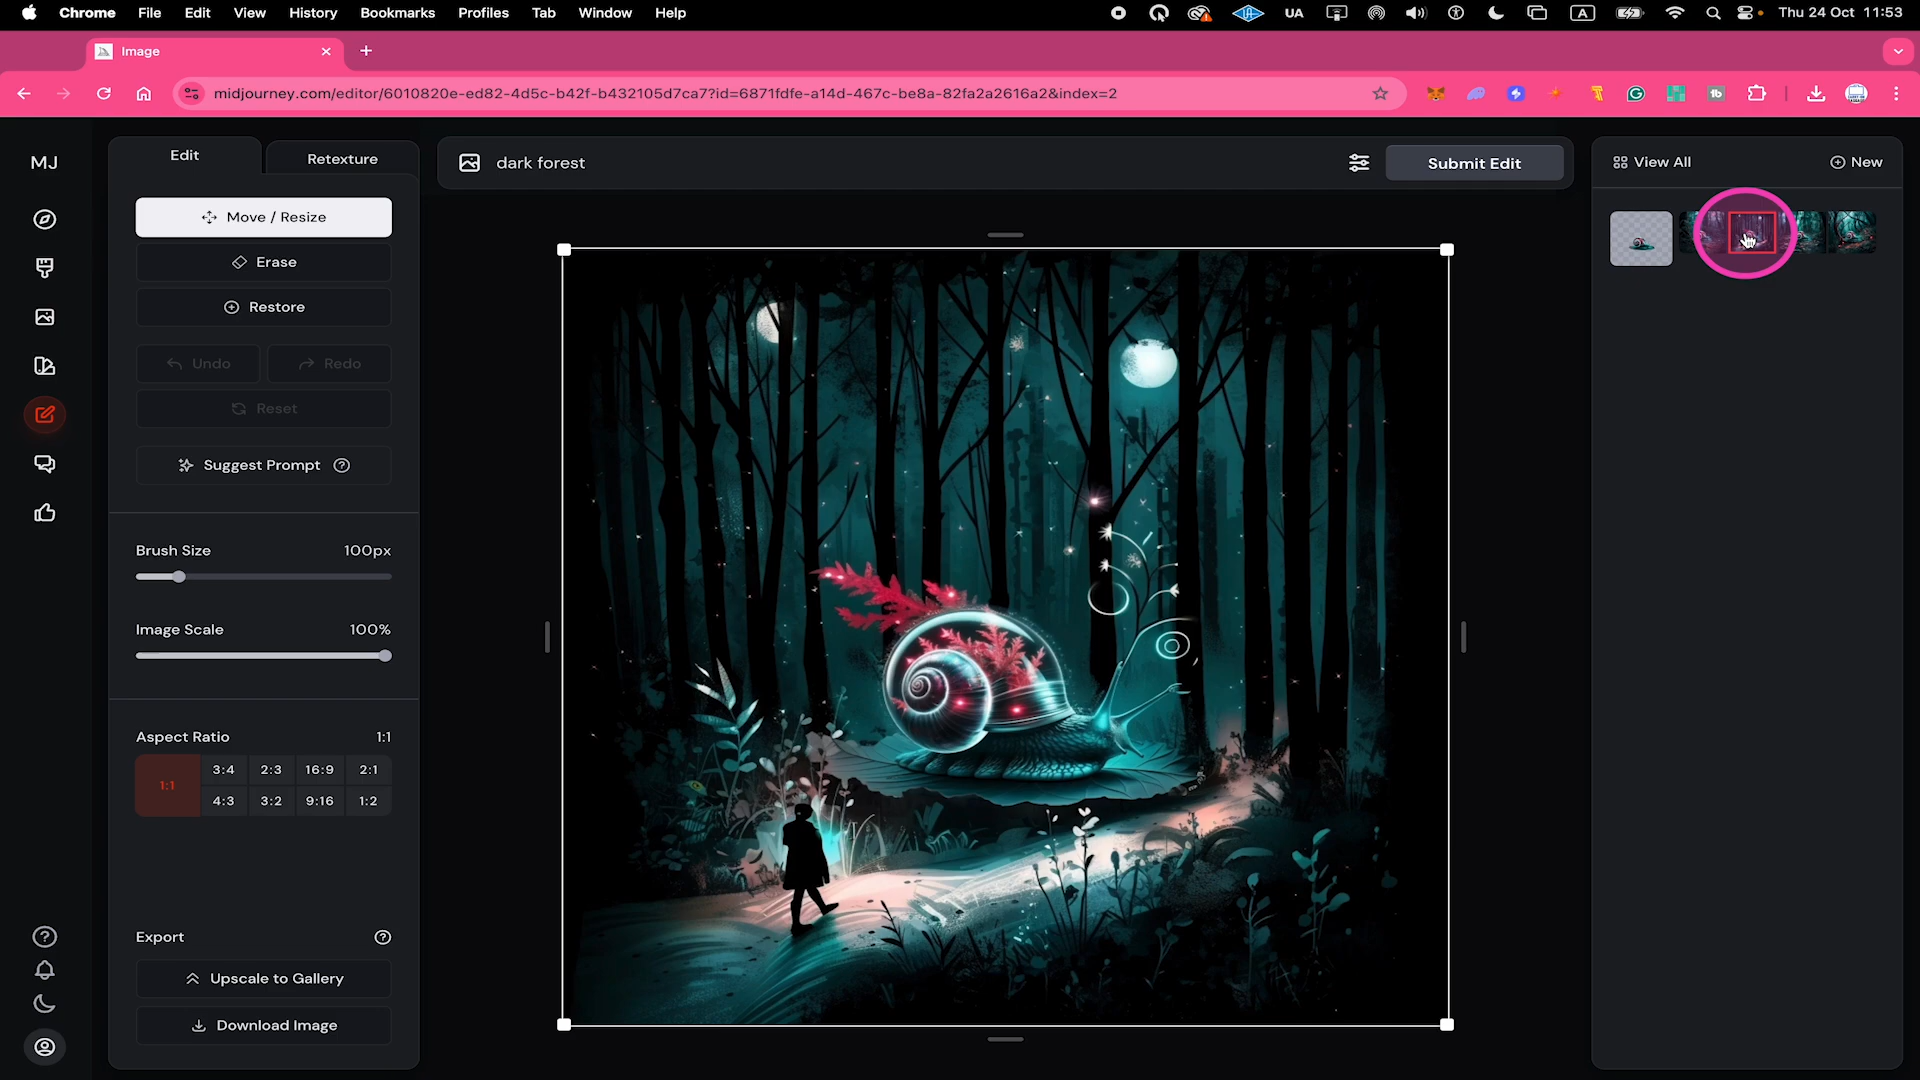 Chrome File Edit View History Bookmarks Profiles Tab Window Help UA A Thu 24 Oct 11:53
Image
midjourney.com/editor/6010820e-ed82-4d5c-b42f-b432105d7ca7?id=6871fdfe-a14d-467c-be8a-82fa2a2616a2&index=2
MJ
Edit Retexture
dark forest
Submit Edit
View All New
Move / Resize
Erase
Restore
Undo Redo
Reset
Suggest Prompt
Brush Size 100px
Image Scale 100%
Aspect Ratio 1:1
1:1 3:4 2:3 16:9 2:1
4:3 3:2 9:16 1:2
Export
Upscale to Gallery
Download Image